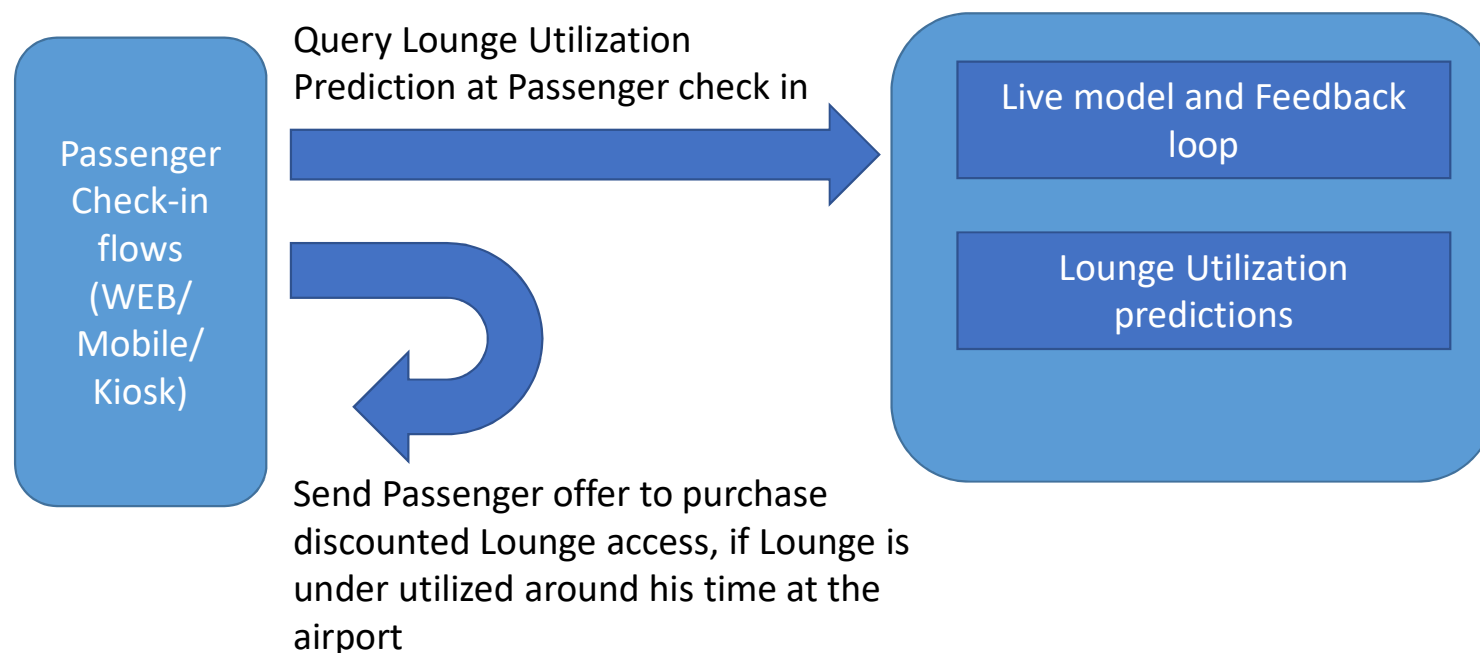 Passenger
Check-in
flows
(WEB/
Mobile/
Kiosk)
Query Lounge Utilization
Prediction at Passenger check in
Send Passenger offer to purchase
discounted Lounge access, if Lounge is
under utilized around his time at the
airport
Live model and Feedback
loop
Lounge Utilization
predictions